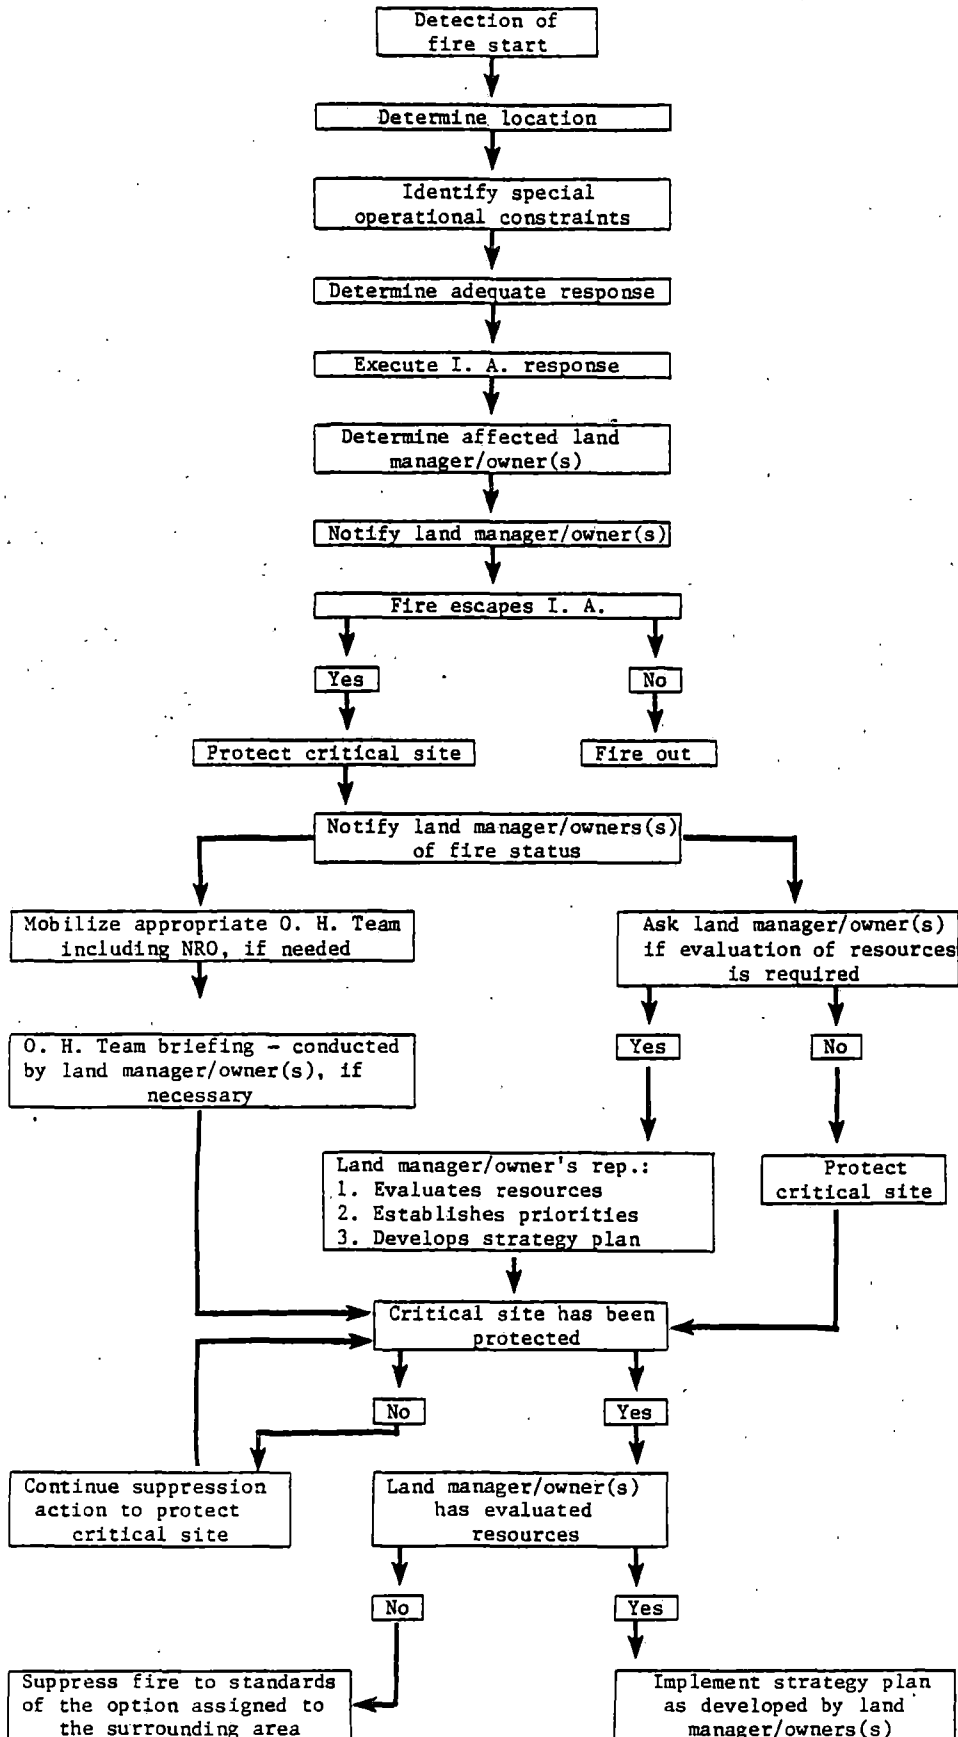 Detection of
fire start
Determine location
Identify special
operational constraints
Determine adequate response
Execute I. A. response
Determine affected land
manager/owner(s)
Notify land manager/owner(s)
Fire escapes I. A.
Yes
No
Protect critical site
Fire out
Notify land manager/owners(s)
of fire status
Mobilize appropriate O. H. Team
including NRO, if needed
Ask land manager/owner(s)
if evaluation of resources
is required
O. H. Team briefing – conducted
by land manager/owner(s), if
necessary
Yes
No
Land manager/owner's rep.:
1. Evaluates resources
2. Establishes priorities
3. Develops strategy plan
Protect
critical site
Critical site has been
protected
No
Yes
Continue suppression
action to protect
critical site
Land manager/owner(s)
has evaluated
resources
No
Yes
Suppress fire to standards
of the option assigned to
the surrounding area
Implement strategy plan
as developed by land
manager/owners(s)